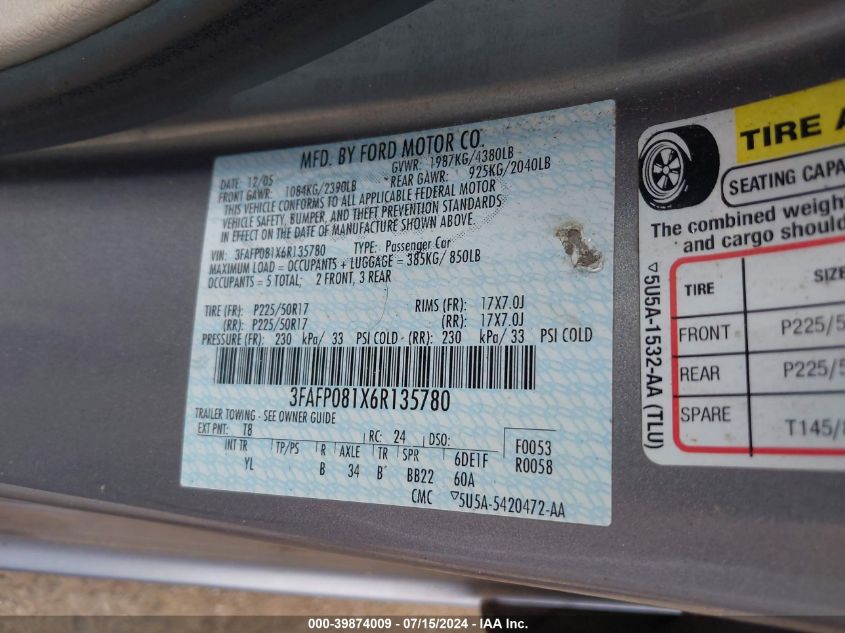 MFD. BY FORD MOTOR CO.
DATE: 12/05 GVWR: 1987KG/4380LB
FRONT GAWR: 1084KG/2390LB REAR GAWR: 925KG/2040LB
THIS VEHICLE CONFORMS TO ALL APPLICABLE FEDERAL MOTOR
VEHICLE SAFETY, BUMPER, AND THEFT PREVENTION STANDARDS
IN EFFECT ON THE DATE OF MANUFACTURE SHOWN ABOVE.
VIN: 3FAFP081X6R135780 TYPE: Passenger Car
MAXIMUM LOAD = OCCUPANTS + LUGGAGE = 385KG/ 850LB
OCCUPANTS = 5 TOTAL; 2 FRONT, 3 REAR
TIRE (FR): P225/50R17 RIMS (FR): 17X7.0J
(RR): P225/50R17 (RR): 17X7.0J
PRESSURE (FR): 230 kPa/ 33 PSI COLD - (RR): 230 kPa/ 33 PSI COLD
3FAFP081X6R135780
TRAILER TOWING - SEE OWNER GUIDE
EXT PNT: T8 RC: 24 DSO: F0053
INT TR TP/PS R AXLE TR SPR 6DE1F R0058
YL B 34 B BB22 60A
CMC ▽5U5A-5420472-AA
TIRE A
SEATING CAPA
The combined weigh
and cargo should
TIRE SIZE
FRONT P225/5
REAR P225/5
SPARE T145/8
▽5U5A-1532-AA (TLU)
000-39874009 - 07/15/2024 - IAA Inc.